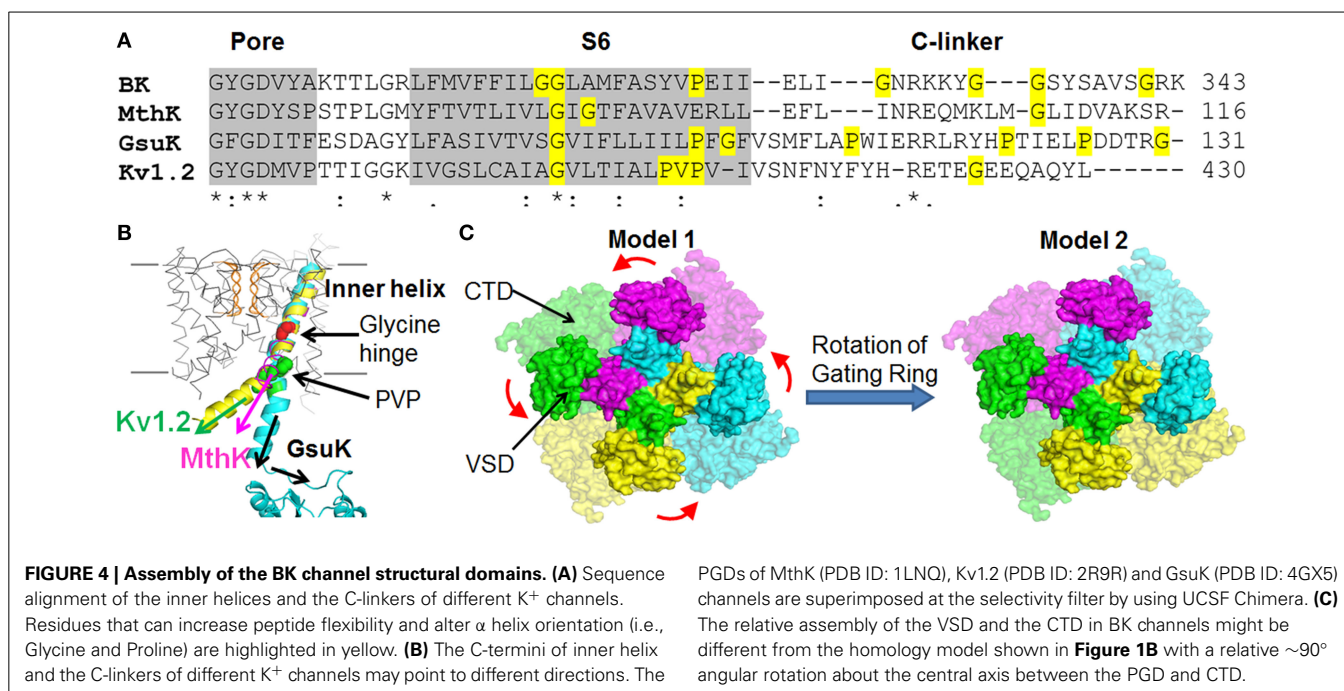 A Pore S6 C-linker
BK GYGDVYAKTTLGRLFMVFFILGGLAMFASYVPEII--ELI---GNRKKYG---GSYSAVSGRK 343
MthK GYGDYSPSTPLGMYFTVTLIVLGIGTFAVAVERLL--EFL---INREQMKLM-GLIDVAKSR- 116
GsuK GFGDITFESDAGYLFASIVTVSGVIFLLIILPFGFVSMFLAPWIERRLRYHPTIELPDDTRG- 131
Kv1.2 GYGDMVPTTIGGKIVGSLCAIAGVLTIALPVPV-IVSNFNYFYH-RETEGEEQAQYL------ 430
*:** : * . :*: : : : .*.
B
Inner helix
Glycine
hinge
PVP
Kv1.2
MthK
GsuK
C
Model 1
CTD
VSD
Rotation of
Gating Ring
Model 2
FIGURE 4 | Assembly of the BK channel structural domains. (A) Sequence
alignment of the inner helices and the C-linkers of different K+ channels.
Residues that can increase peptide flexibility and alter α helix orientation (i.e.,
Glycine and Proline) are highlighted in yellow. (B) The C-termini of inner helix
and the C-linkers of different K+ channels may point to different directions. The
PGDs of MthK (PDB ID: 1LNQ), Kv1.2 (PDB ID: 2R9R) and GsuK (PDB ID: 4GX5)
channels are superimposed at the selectivity filter by using UCSF Chimera. (C)
The relative assembly of the VSD and the CTD in BK channels might be
different from the homology model shown in Figure 1B with a relative ~90°
angular rotation about the central axis between the PGD and CTD.